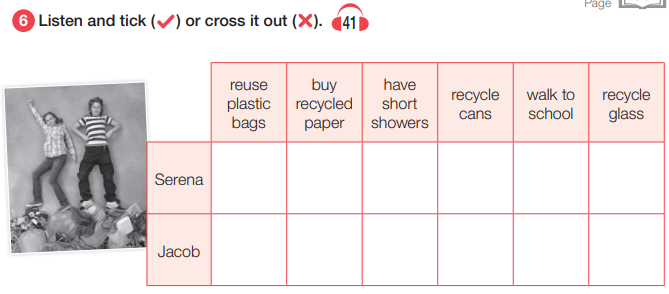 Page
6 Listen and tick (✓) or cross it out (✗). 41
reuse plastic bags
buy recycled paper
have short showers
recycle cans
walk to school
recycle glass
Serena
Jacob